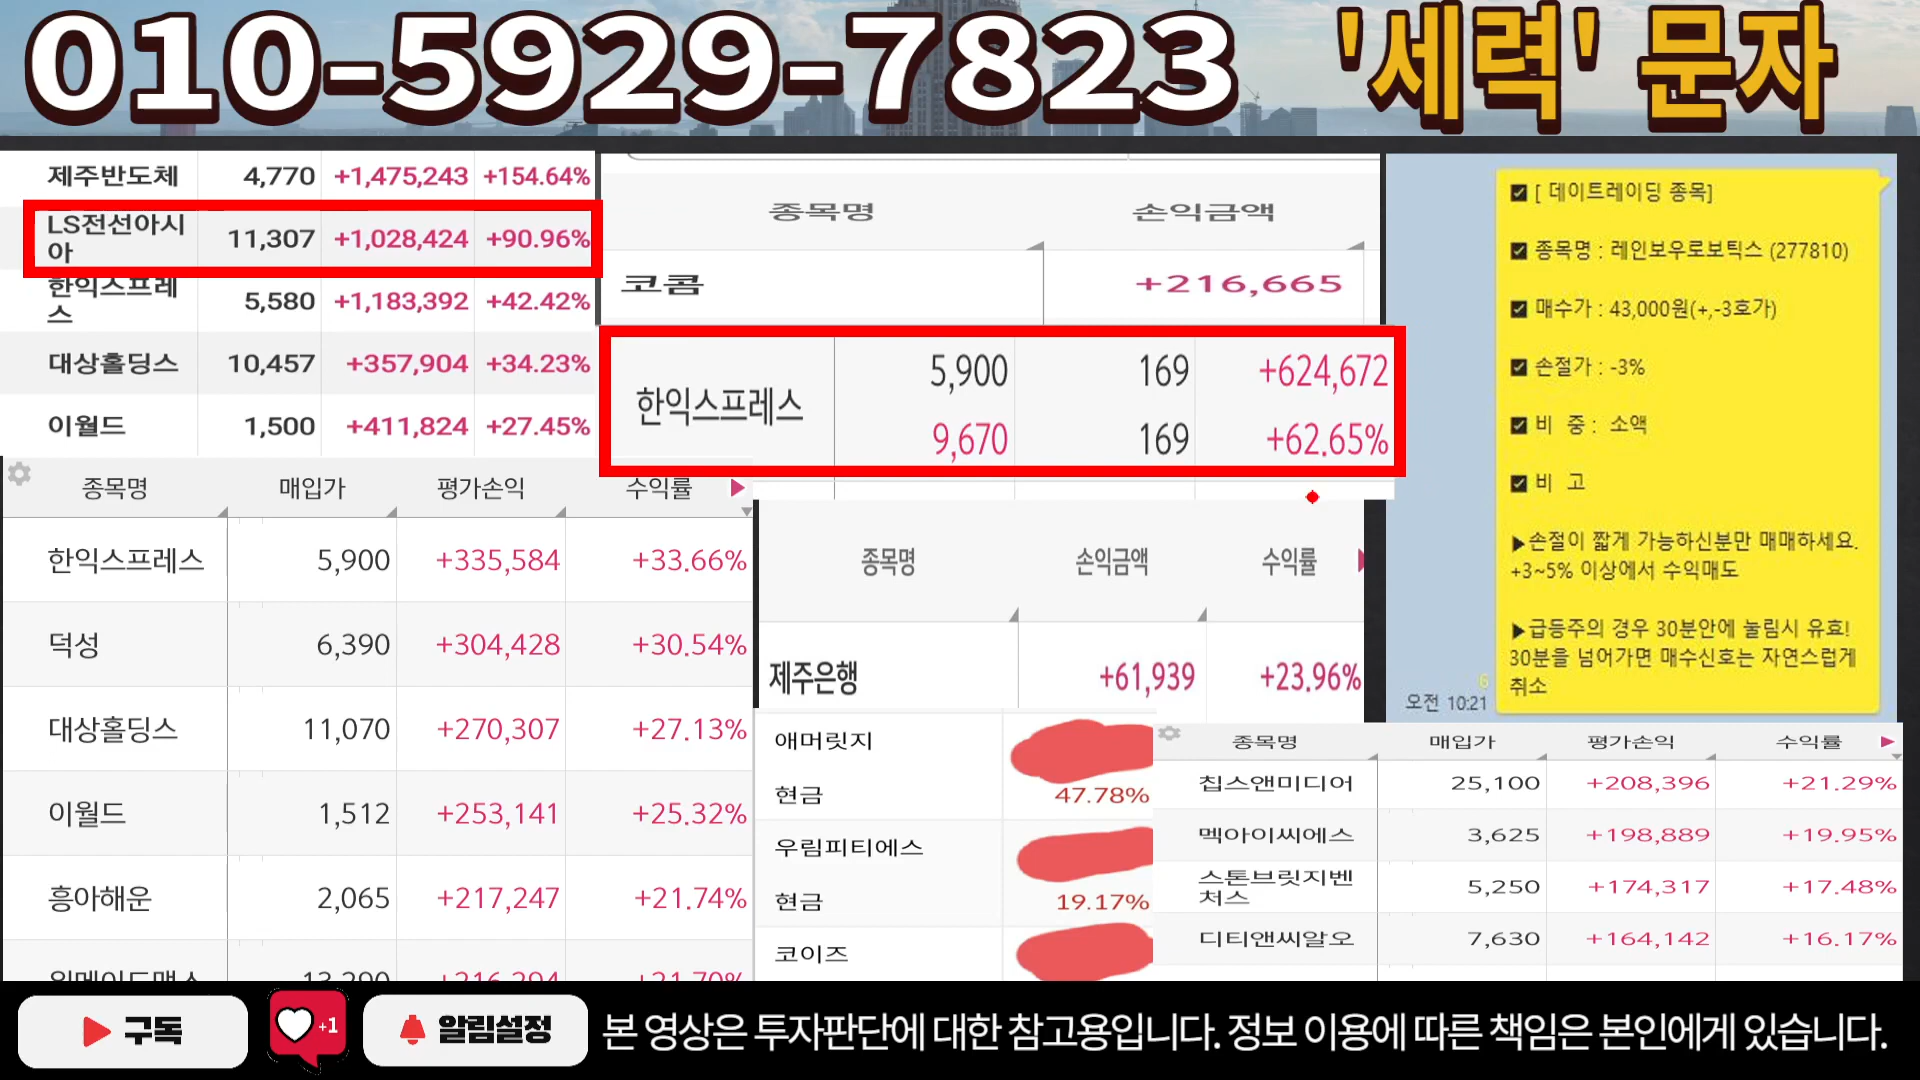 010-5929-7823 '세력' 문자
제주반도체 4,770 +1,475,243 +154.64%
LS전선아시아 11,307 +1,028,424 +90.96%
한익스프레스 5,580 +1,183,392 +42.42%
대상홀딩스 10,457 +357,904 +34.23%
이월드 1,500 +411,824 +27.45%
종목명 손익금액
코콤 +216,665
한익스프레스 5,900 169 +624,672
9,670 169 +62.65%
[ 데이트레이딩 종목]
종목명 : 레인보우로보틱스 (277810)
매수가 : 43,000원(+,-3호가)
손절가 : -3%
비 중 : 소액
비 고
▶손절이 짧게 가능하신분만 매매하세요.
+3~5% 이상에서 수익매도
▶급등주의 경우 30분안에 눌림시 유효!
30분을 넘어가면 매수신호는 자연스럽게
취소
6
오전 10:21
종목명 매입가 평가손익 수익률
한익스프레스 5,900 +335,584 +33.66%
덕성 6,390 +304,428 +30.54%
대상홀딩스 11,070 +270,307 +27.13%
이월드 1,512 +253,141 +25.32%
흥아해운 2,065 +217,247 +21.74%
종목명 손익금액 수익률
제주은행 +61,939 +23.96%
애머릿지
현금 47.78%
우림피티에스
현금 19.17%
코이즈
종목명 매입가 평가손익 수익률
칩스앤미디어 25,100 +208,396 +21.29%
멕아이씨에스 3,625 +198,889 +19.95%
스톤브릿지벤처스 5,250 +174,317 +17.48%
디티앤씨알오 7,630 +164,142 +16.17%
구독 +1 알림설정 본 영상은 투자판단에 대한 참고용입니다. 정보 이용에 따른 책임은 본인에게 있습니다.